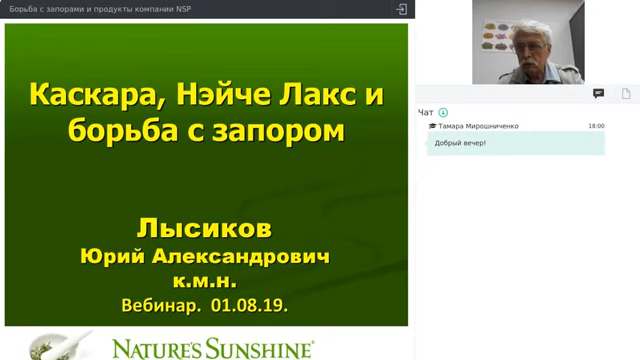 Борьба с запорами и продукты компании NSP
Каскара, Нэйче Лакс и
борьба с запором
Лысиков
Юрий Александрович
к.м.н.
Вебинар. 01.08.19.
NATURE'S SUNSHINE®
Чат
Тамара Мирошниченко 18:00
Добрый вечер!